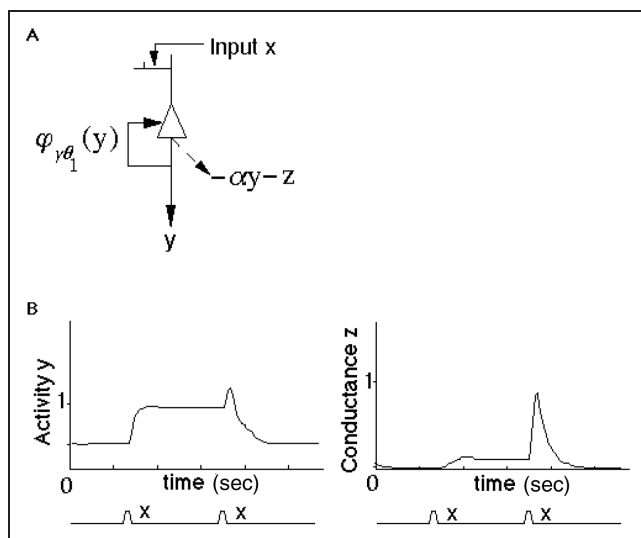 A
Input x
φγθ₁(y)
−αy−z
y
B
Activity y
1
0
time (sec)
x x
Conductance z
1
0
time (sec)
x x